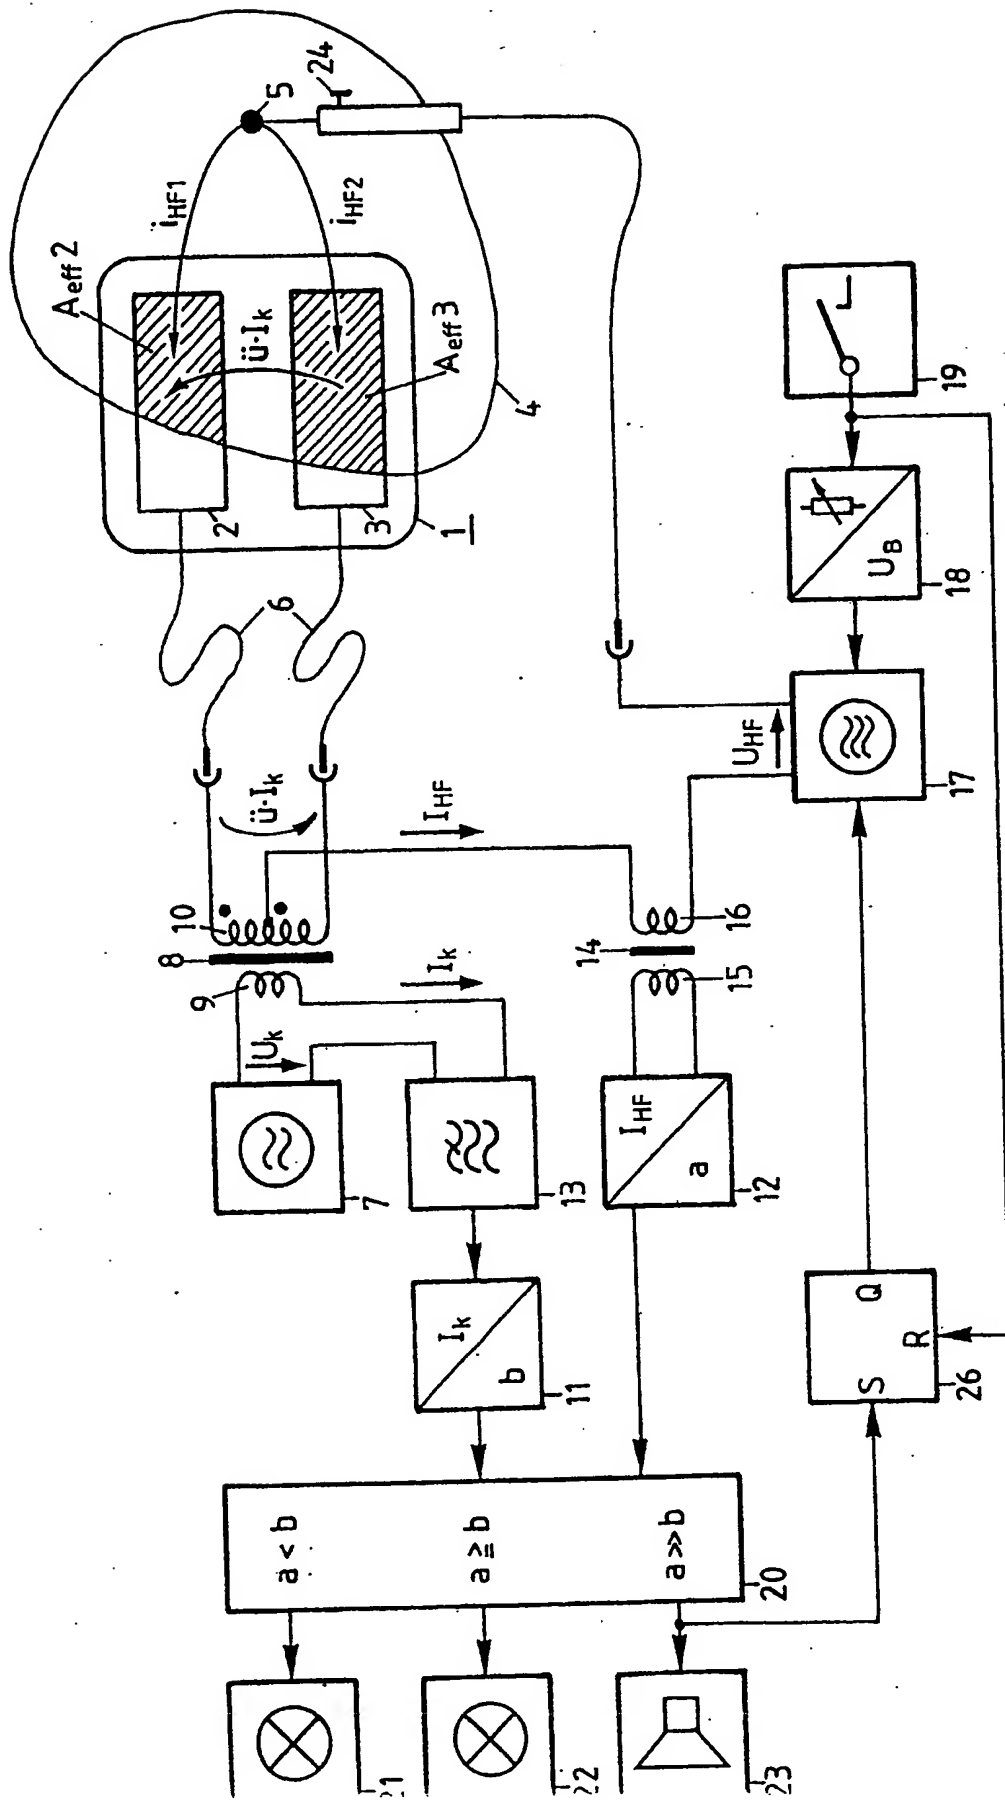 24
5
iHF1
iHF2
Aeff 2
ü·Ik
Aeff 3
4
2
3
1
6
19
UB
18
ü·Ik
IHF
UHF
17
10
8
9
Ik
14
16
15
Uk
7
13
IHF
a
12
Ik
b
11
Q
S
R
26
a < b
a ≧ b
a >> b
20
21
22
23